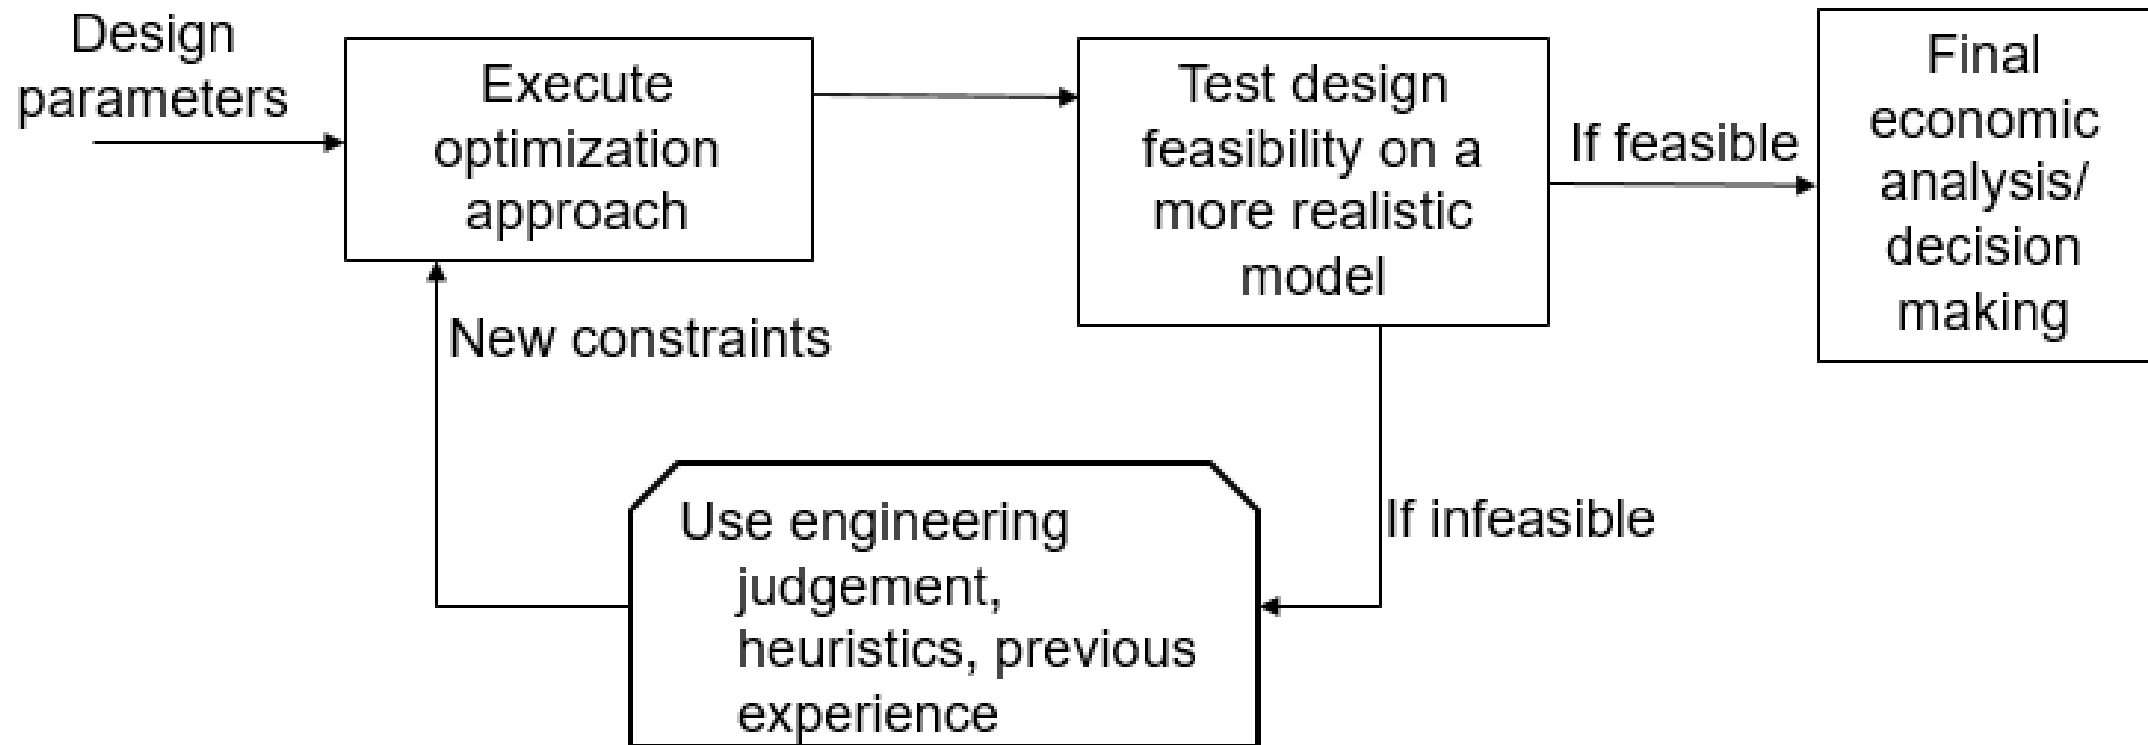 Design
parameters
Execute
optimization
approach
Test design
feasibility on a
more realistic
model
If feasible
Final
economic
analysis/
decision
making
New constraints
If infeasible
Use engineering
judgement,
heuristics, previous
experience